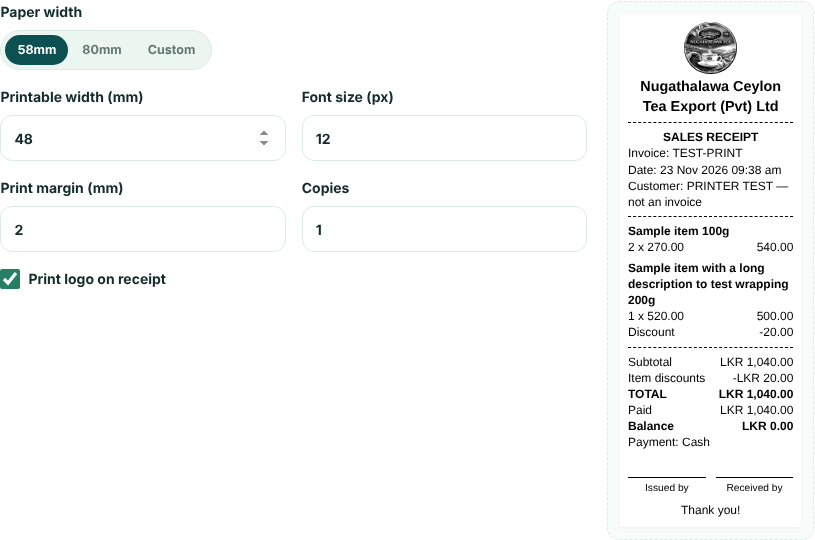 Paper width
58mm 80mm Custom
Printable width (mm)
48
Font size (px)
12
Print margin (mm)
2
Copies
1
Print logo on receipt
Nugathalawa Ceylon
Tea Export (Pvt) Ltd
SALES RECEIPT
Invoice: TEST-PRINT
Date: 23 Nov 2026 09:38 am
Customer: PRINTER TEST —
not an invoice
Sample item 100g
2 x 270.00 540.00
Sample item with a long
description to test wrapping
200g
1 x 520.00 500.00
Discount -20.00
Subtotal LKR 1,040.00
Item discounts -LKR 20.00
TOTAL LKR 1,040.00
Paid LKR 1,040.00
Balance LKR 0.00
Payment: Cash
Issued by Received by
Thank you!